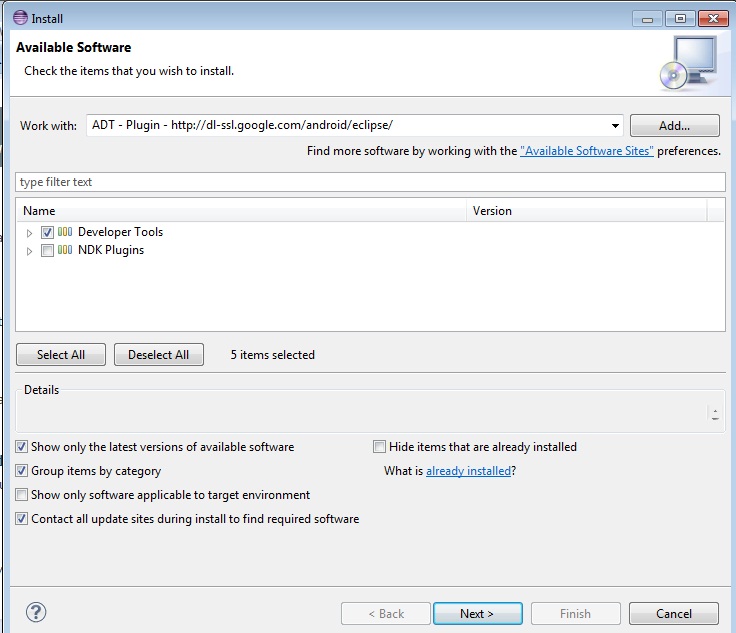 Install
Available Software
Check the items that you wish to install.
Work with: ADT - Plugin - http://dl-ssl.google.com/android/eclipse/ Add...
Find more software by working with the "Available Software Sites" preferences.
type filter text
Name Version
Developer Tools
NDK Plugins
Select All Deselect All 5 items selected
Details
Show only the latest versions of available software Hide items that are already installed
Group items by category What is already installed?
Show only software applicable to target environment
Contact all update sites during install to find required software
? < Back Next > Finish Cancel